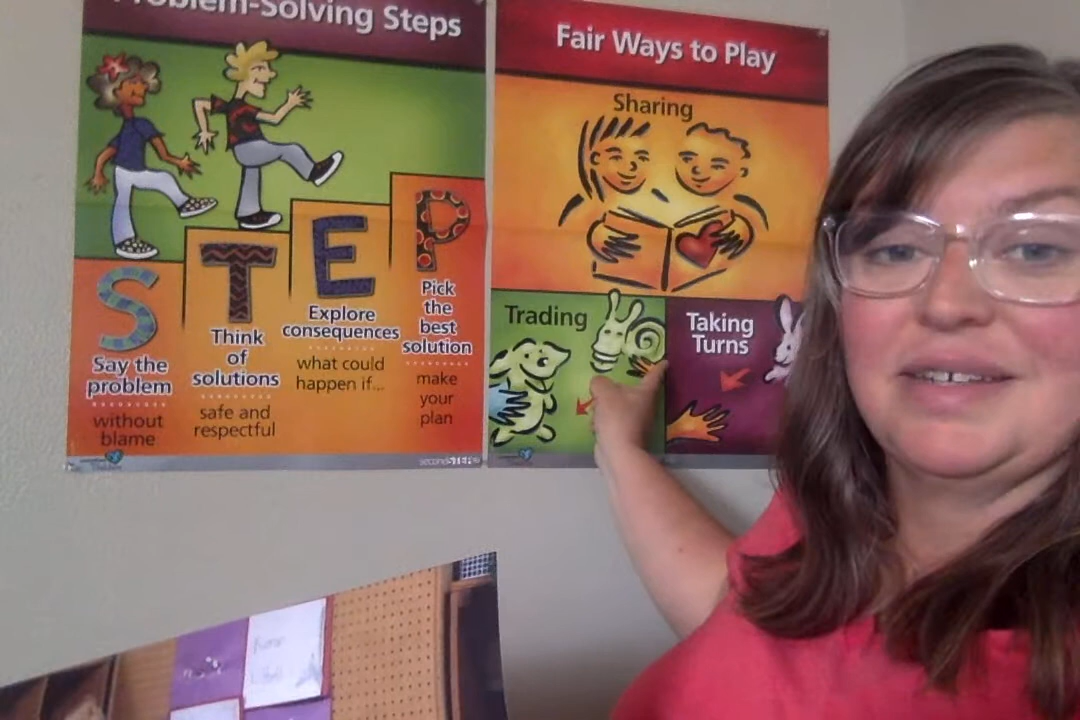 Problem-Solving Steps
S
Say the
problem
without
blame
T
Think
of
solutions
safe and
respectful
E
Explore
consequences
what could
happen if...
P
Pick
the
best
solution
make
your
plan
secondSTEP
Fair Ways to Play
Sharing
Trading
Taking
Turns